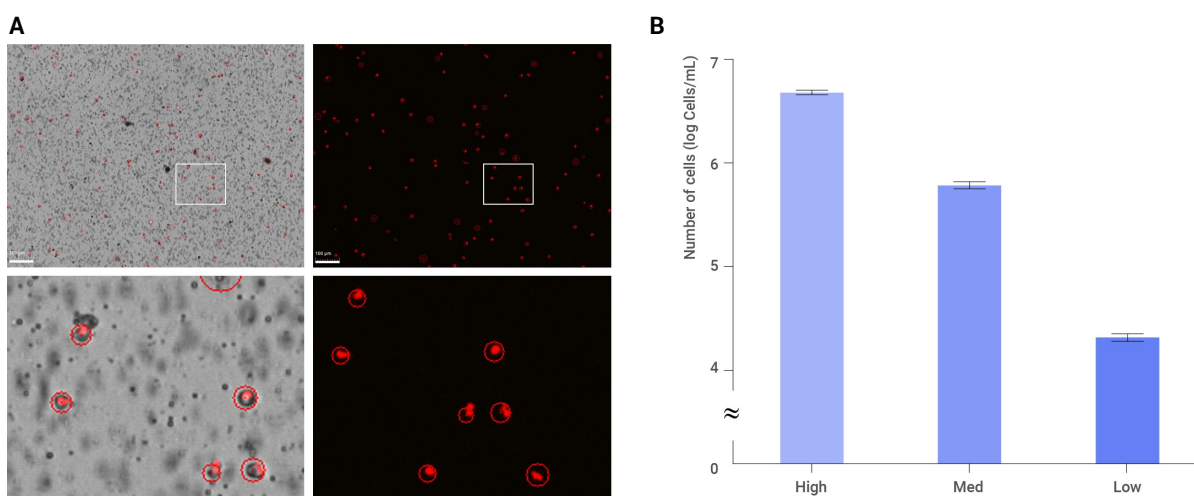 A
100 µm
B
Number of cells (log Cells/mL)
7
6
5
4
≈
0
High
Med
Low